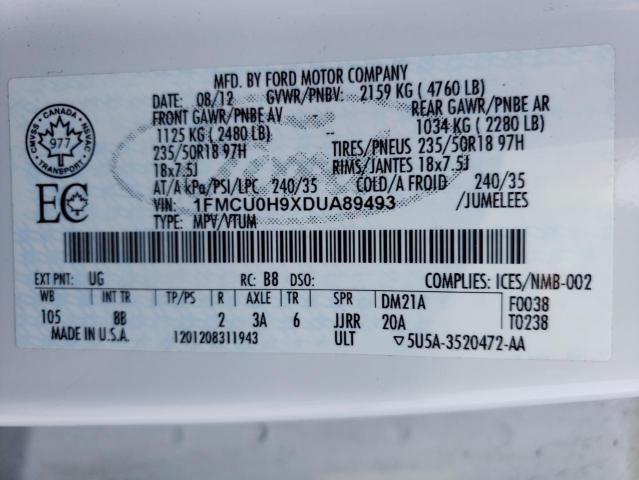 MFD. BY FORD MOTOR COMPANY
DATE: 08/12 GVWR/PNBV: 2159 KG ( 4760 LB)
FRONT GAWR/PNBE AV REAR GAWR/PNBE AR
1125 KG ( 2480 LB) 1034 KG ( 2280 LB)
235/50R18 97H TIRES/PNEUS 235/50R18 97H
18x7.5J RIMS/JANTES 18x7.5J
AT/A kPa/PSI/LPC 240/35 COLD/A FROID 240/35
VIN: 1FMCU0H9XDUA89493 /JUMELEES
TYPE: MPV/VTUM
CANADA
CMVSS NSVAC
977
TRANSPORT
EC
EXT PNT: UG RC: B8 DSO: COMPLIES: ICES/NMB-002
WB INT TR TP/PS R AXLE TR SPR DM21A F0038
105 BB 2 3A 6 JJRR 20A T0238
MADE IN U.S.A. 1201208311943 ULT ▽5U5A-3520472-AA